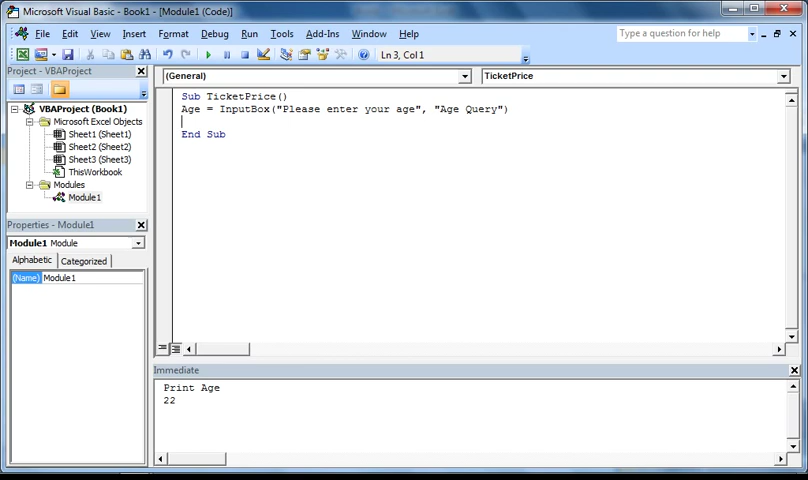 Microsoft Visual Basic - Book1 - [Module1 (Code)]
File Edit View Insert Format Debug Run Tools Add-Ins Window Help
Type a question for help
Ln 3, Col 1
Project - VBAProject
(General)
TicketPrice
VBAProject (Book1)
Microsoft Excel Objects
Sheet1 (Sheet1)
Sheet2 (Sheet2)
Sheet3 (Sheet3)
ThisWorkbook
Modules
Module1
Sub TicketPrice()
Age = InputBox("Please enter your age", "Age Query")
End Sub
Properties - Module1
Module1 Module
Alphabetic Categorized
(Name) Module1
Immediate
Print Age
22